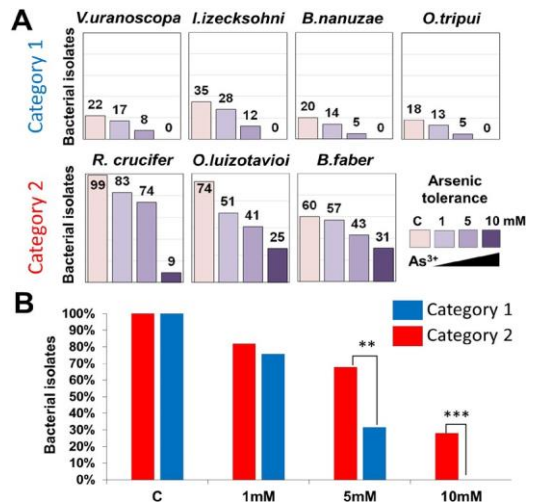 A
V.uranoscopa I.izecksohni B.nanuzae O.tripui
Category 1
Bacterial isolates
22 17 8 0
35 28 12 0
20 14 5 0
18 13 5 0
R. crucifer O.luizotavioi B.faber
Category 2
Bacterial isolates
99 83 74 9
74 51 41 25
60 57 43 31
Arsenic
tolerance
C 1 5 10 mM
As3+
B
Bacterial isolates
100%
90%
80%
70%
60%
50%
40%
30%
20%
10%
0%
Category 1
Category 2
**
***
C 1mM 5mM 10mM